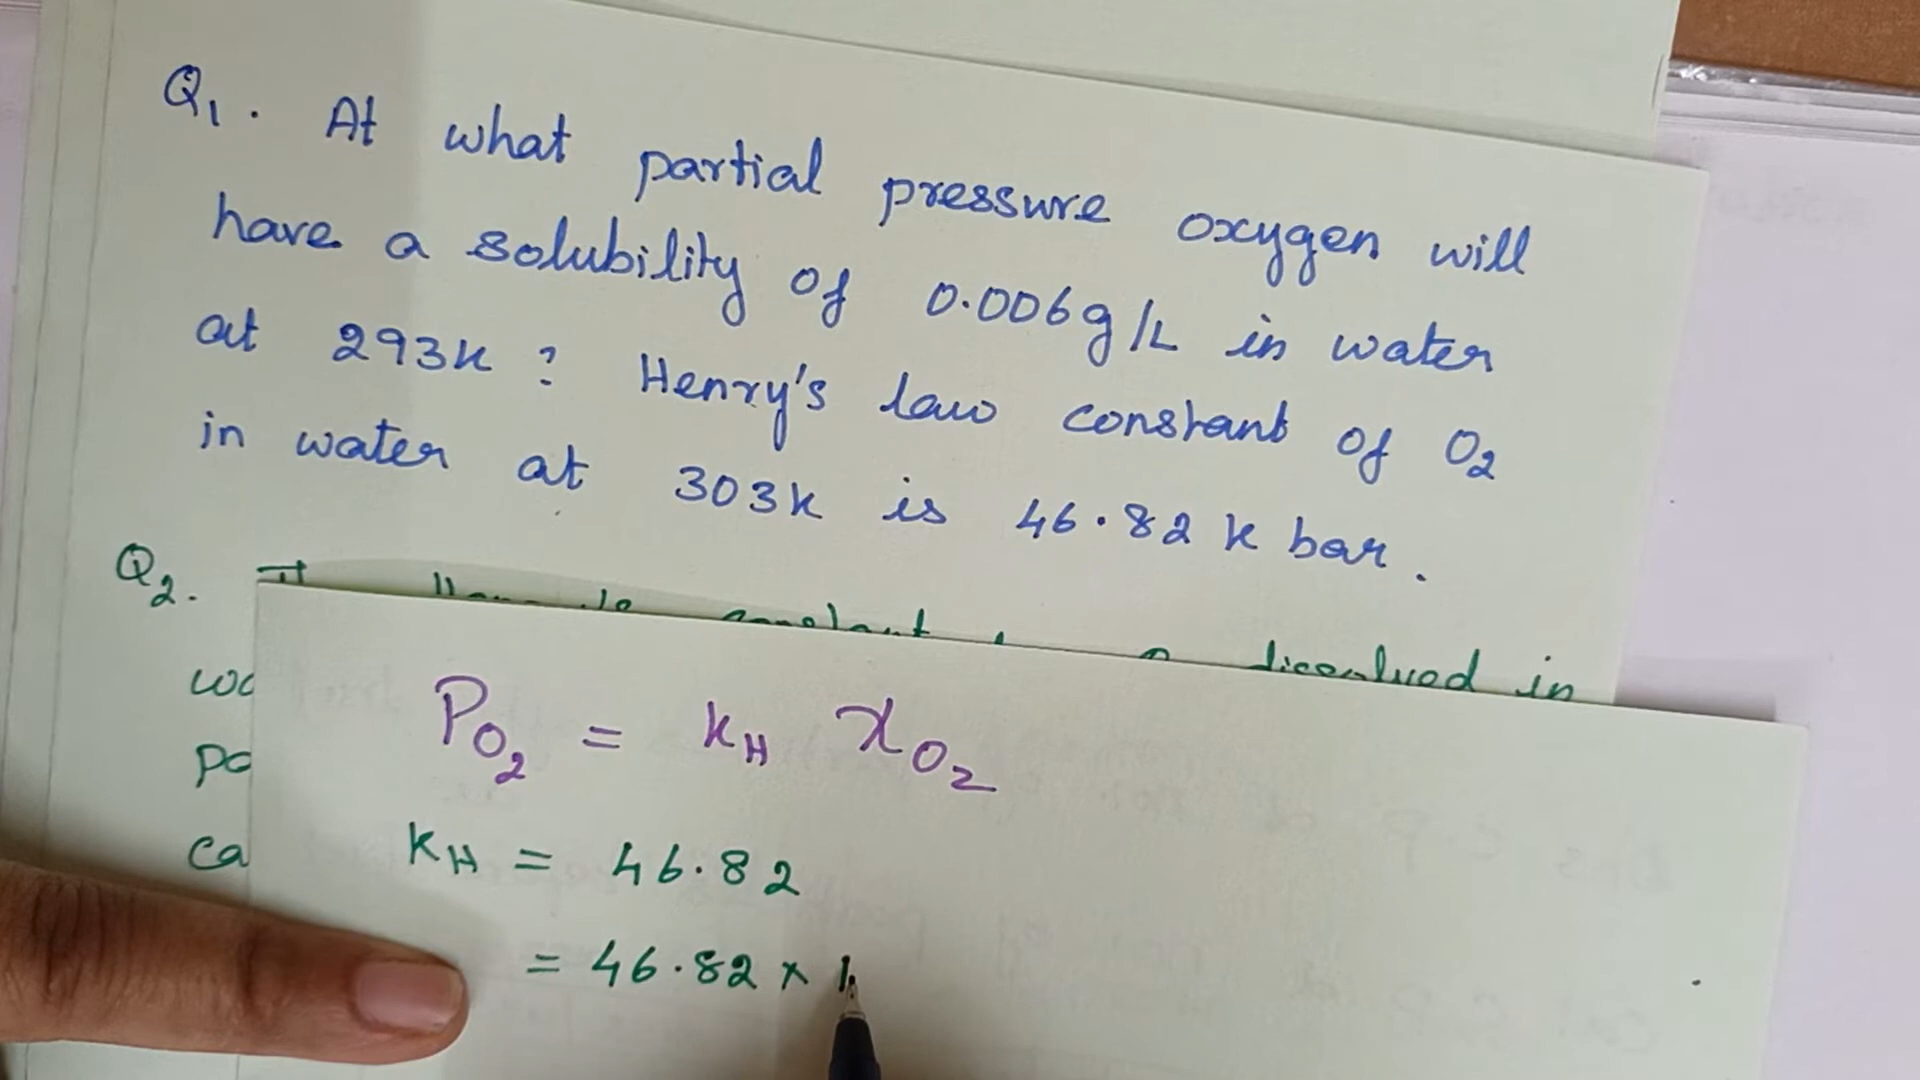 Q1. At what partial pressure oxygen will
have a solubility of 0.006g/L in water
at 293K? Henry's law constant of O2
in water at 303K is 46.82 k bar.
Q2. dissolved in
PO2 = KH XO2
KH = 46.82
= 46.82 x 1